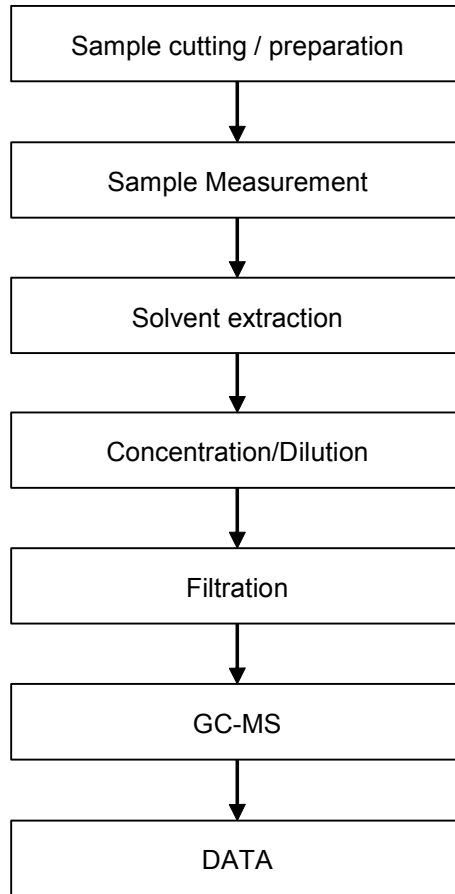 Sample cutting / preparation
Sample Measurement
Solvent extraction
Concentration/Dilution
Filtration
GC-MS
DATA